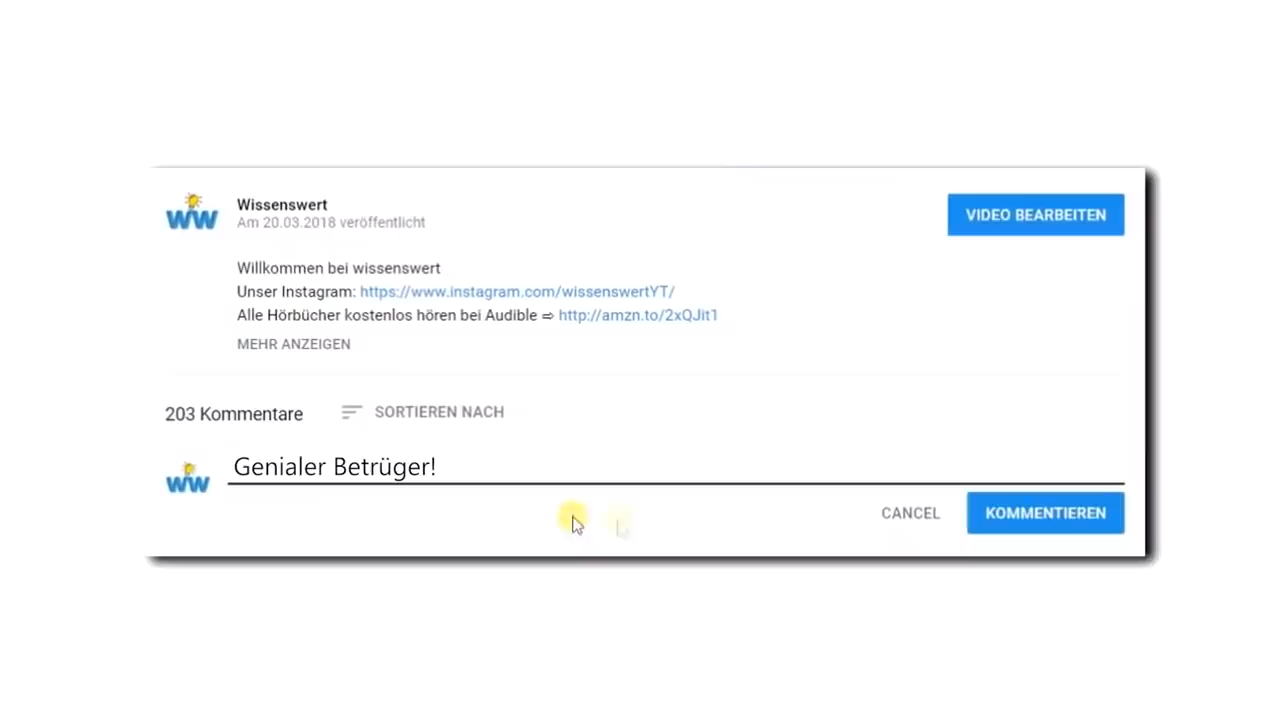 WW
Wissenswert
Am 20.03.2018 veröffentlicht
VIDEO BEARBEITEN
Willkommen bei wissenswert
Unser Instagram: https://www.instagram.com/wissenswertYT/
Alle Hörbücher kostenlos hören bei Audible ⇨ http://amzn.to/2xQJit1
MEHR ANZEIGEN
203 Kommentare
SORTIEREN NACH
WW
Genialer Betrüger!
CANCEL
KOMMENTIEREN